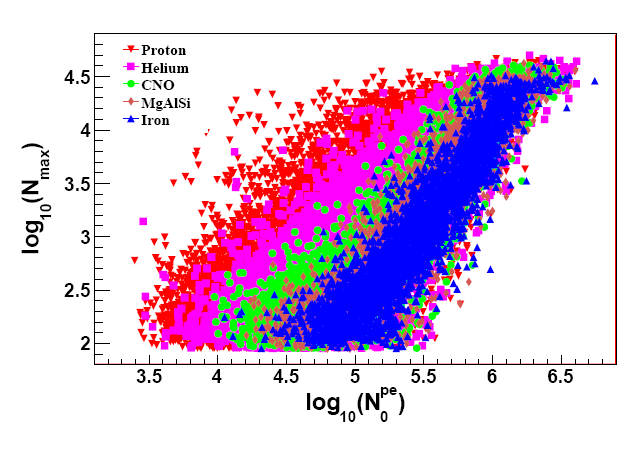 Proton
Helium
CNO
MgAlSi
Iron
4.5
4
3.5
3
2.5
2
log10(Nmax)
3.5 4 4.5 5 5.5 6 6.5
log10(N0pe)